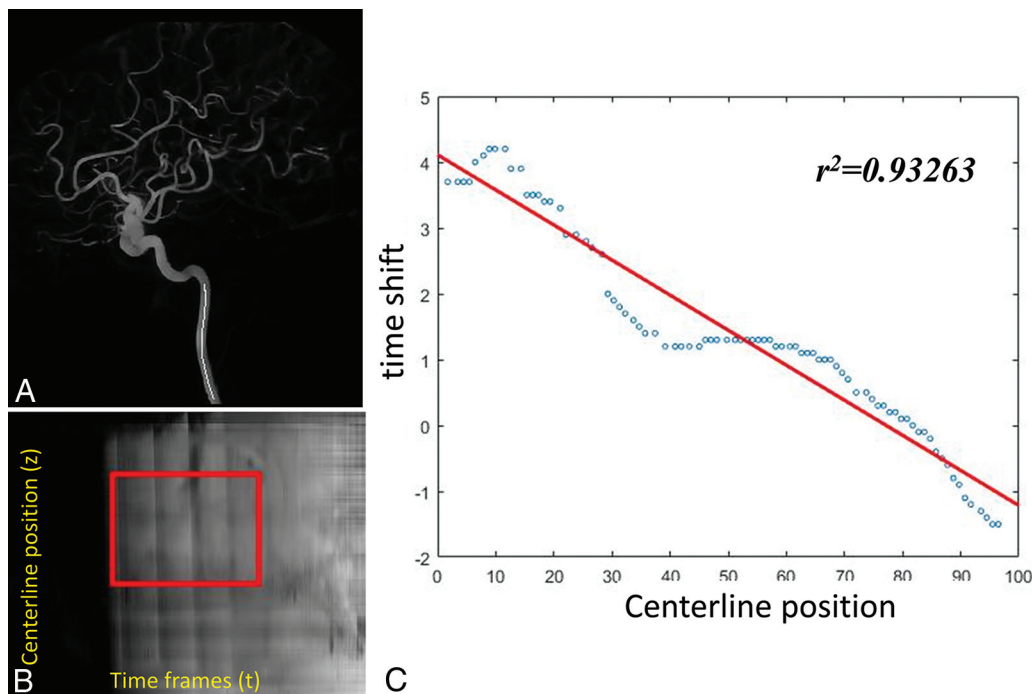 A
Centerline position (z)
Time frames (t)
B
5
4
3
2
1
0
-1
-2
time shift
r²=0.93263
0 10 20 30 40 50 60 70 80 90 100
Centerline position
C